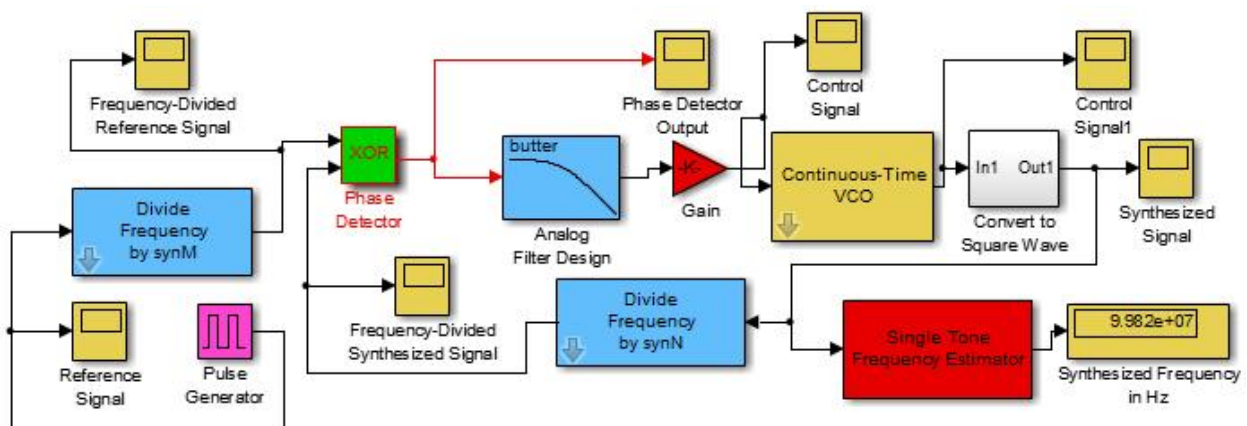 Frequency-Divided
Reference Signal
XOR
Phase
Detector
Phase Detector
Output
butter
Analog
Filter Design
-K-
Gain
Control
Signal
Continuous-Time
VCO
Control
Signal1
In1 Out1
Convert to
Square Wave
Synthesized
Signal
Divide
Frequency
by synM
Reference
Signal
Pulse
Generator
Frequency-Divided
Synthesized Signal
Divide
Frequency
by synN
Single Tone
Frequency Estimator
9.982e+07
Synthesized Frequency
in Hz